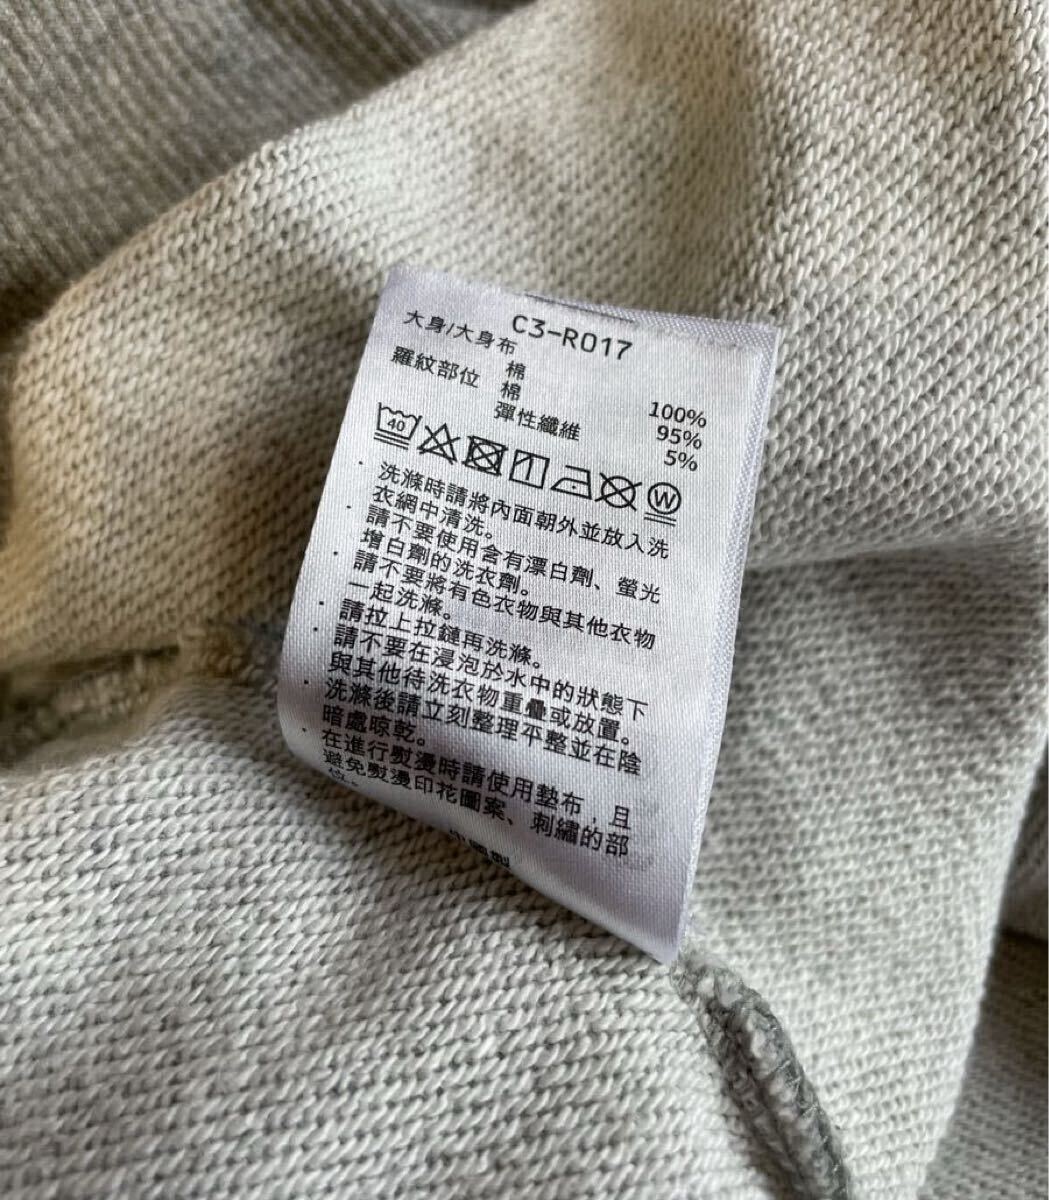 C3-R017
大身/大身布
棉 100%
羅紋部位 棉 95%
彈性纖維 5%
40
W
· 洗滌時請將內面朝外並放入洗
衣網中清洗。
· 請不要使用含有漂白劑、螢光
增白劑的洗衣劑。
· 請不要將有色衣物與其他衣物
一起洗滌。
· 請拉上拉鏈再洗滌。
· 請不要在浸泡於水中的狀態下
與其他待洗衣物重疊或放置。
· 洗滌後請立刻整理平整並在陰
暗處晾乾。
· 在進行熨燙時請使用墊布，且
避免熨燙印花圖案、刺繡的部
位。